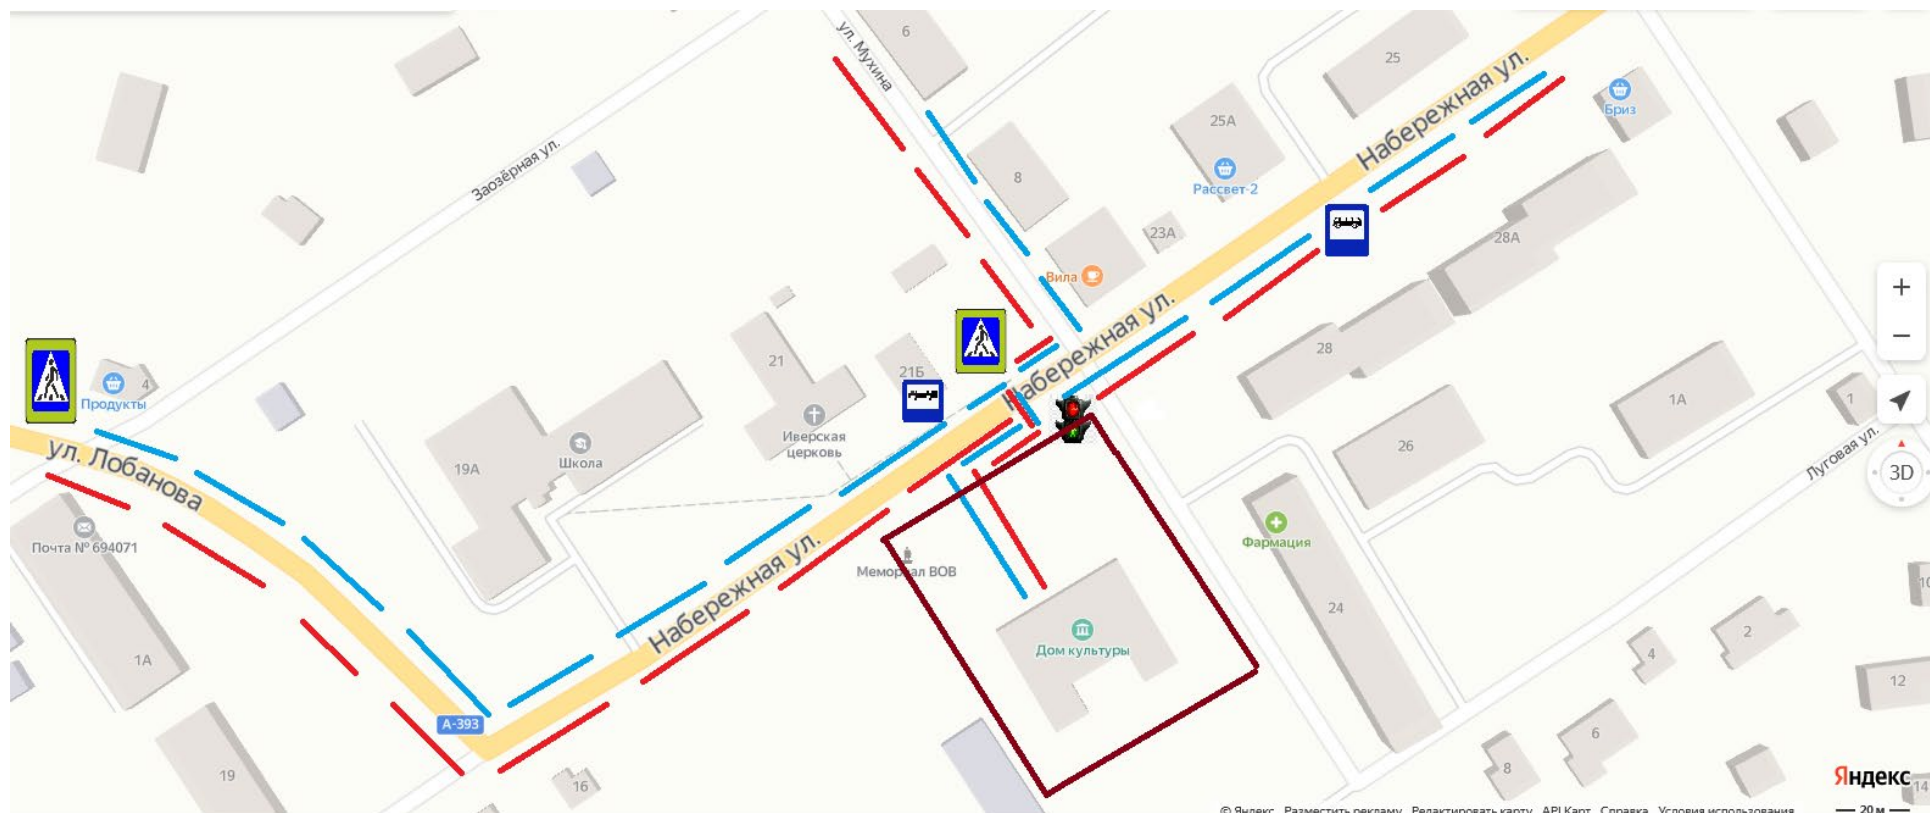 6
ул. Мухина
25
Набережная ул.
Бриз
25А
Рассвет-2
8
Заозёрная ул.
23А
28А
Вила
Набережная ул.
28
21
21Б
4
Продукты
Иверская
церковь
Школа
19А
ул. Лобанова
Почта № 694071
1А
26
1А
1
Луговая ул.
3D
Фармация
Мемориал ВОВ
Набережная ул.
Дом культуры
24
2
4
10
12
1А
А-393
19
16
6
8
14
Яндекс
© Яндекс Разместить рекламу Редактировать карту API Карт Справка Условия использования
20 м